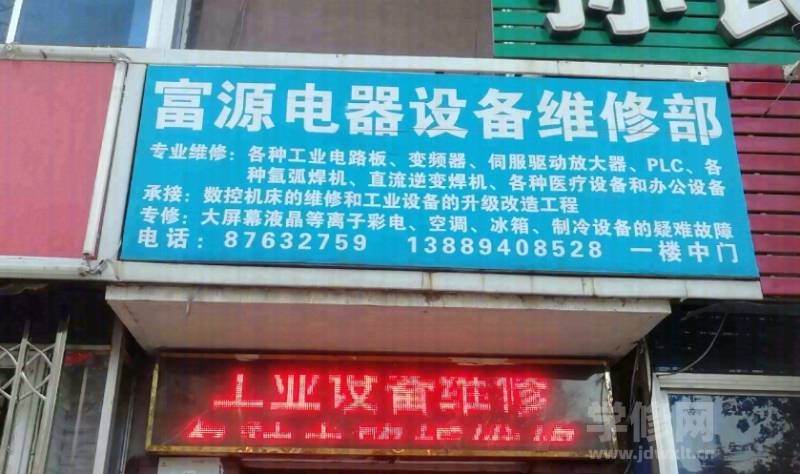 富源电器设备维修部
专业维修：各种工业电路板、变频器、伺服驱动放大器、PLC、各
种氩弧焊机、直流逆变焊机、各种医疗设备和办公设备
承接：数控机床的维修和工业设备的升级改造工程
专修：大屏幕液晶等离子彩电、空调、冰箱、制冷设备的疑难故障
电话：87632759 13889408528 一楼中门
工业设备维修
学修网
www.jdwxlt.cn